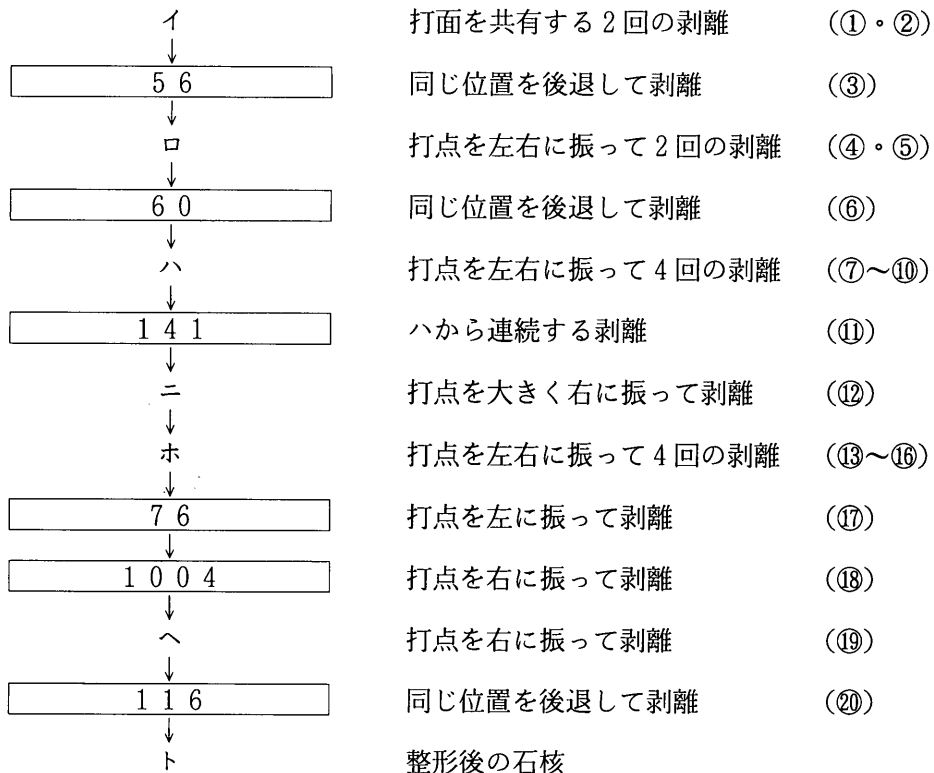 イ 打面を共有する2回の剥離 (①・②)
↓
56 同じ位置を後退して剥離 (③)
↓
ロ 打点を左右に振って2回の剥離 (④・⑤)
↓
60 同じ位置を後退して剥離 (⑥)
↓
ハ 打点を左右に振って4回の剥離 (⑦～⑩)
↓
141 ハから連続する剥離 (⑪)
↓
ニ 打点を大きく右に振って剥離 (⑫)
↓
ホ 打点を左右に振って4回の剥離 (⑬～⑯)
↓
76 打点を左に振って剥離 (⑰)
↓
1004 打点を右に振って剥離 (⑱)
↓
ヘ 打点を右に振って剥離 (⑲)
↓
116 同じ位置を後退して剥離 (⑳)
↓
ト 整形後の石核